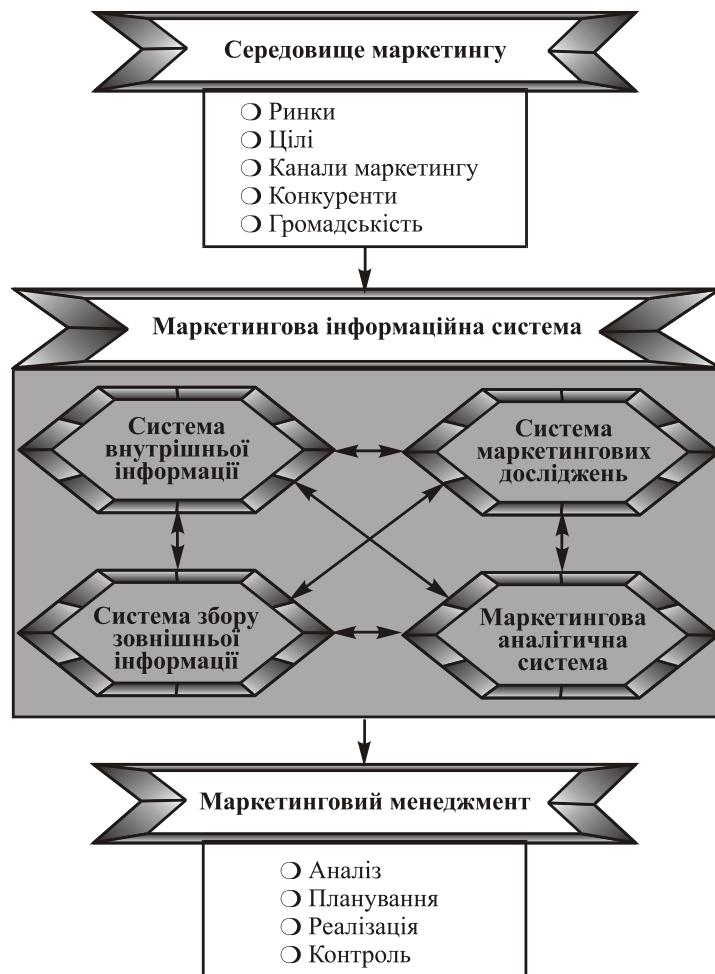 Середовище маркетингу
❍ Ринки
❍ Цілі
❍ Канали маркетингу
❍ Конкуренти
❍ Громадськість
Маркетингова інформаційна система
Система
внутрішньої
інформації
Система
маркетингових
досліджень
Система збору
зовнішньої
інформації
Маркетингова
аналітична
система
Маркетинговий менеджмент
❍ Аналіз
❍ Планування
❍ Реалізація
❍ Контроль